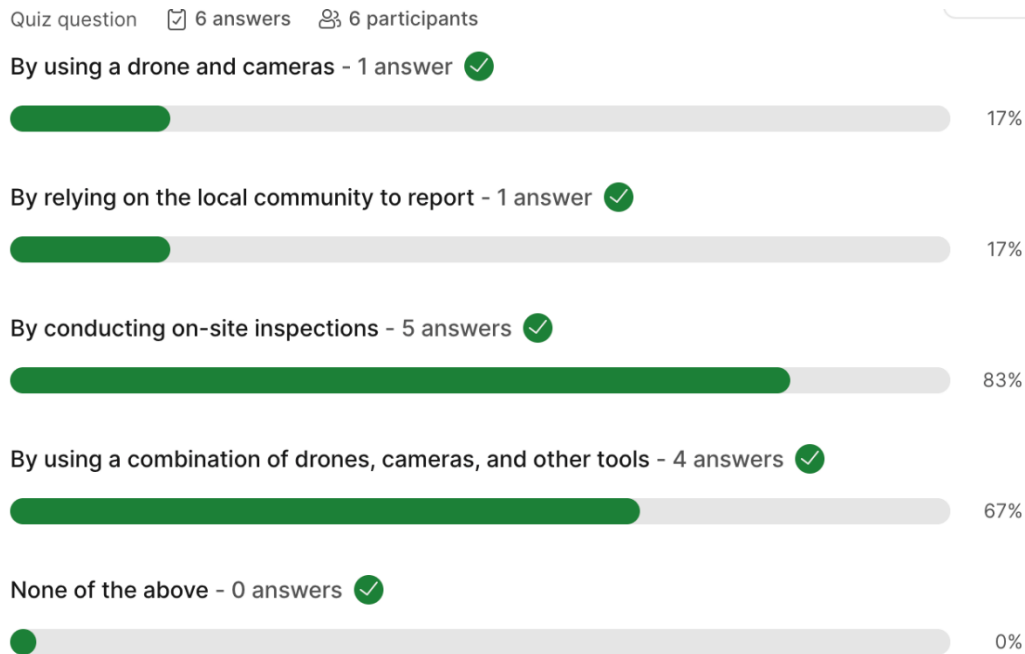 Quiz question 6 answers 6 participants
By using a drone and cameras - 1 answer
17%
By relying on the local community to report - 1 answer
17%
By conducting on-site inspections - 5 answers
83%
By using a combination of drones, cameras, and other tools - 4 answers
67%
None of the above - 0 answers
0%